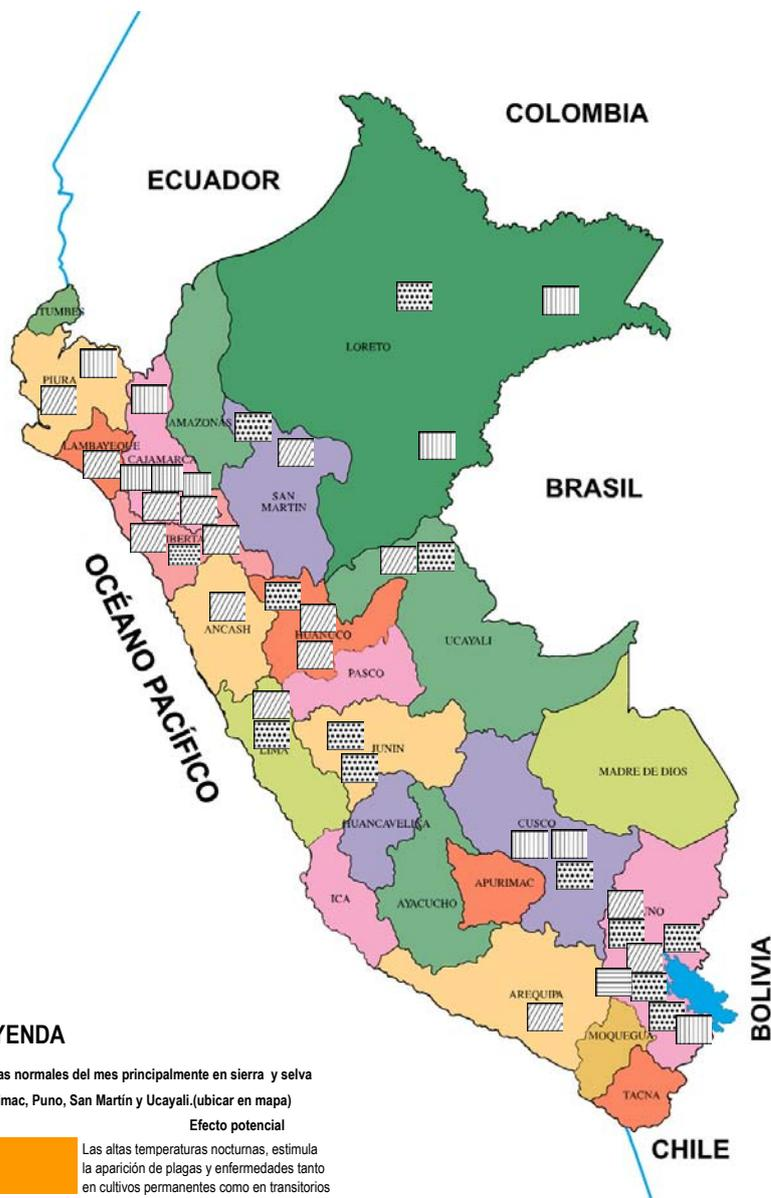 COLOMBIA
ECUADOR
TUMBES
LORETO
PIURA
AMAZONAS
LAMBAYEQUE
CAJAMARCA
BRASIL
SAN
MARTIN
IBERTA
OCÉANO PACÍFICO
ANCASH
HUANUCO
UCAYALI
PASCO
LIMA
JUNIN
MADRE DE DIOS
HUANCAVELICA
CUSCO
APURIMAC
ICA
AYACUCHO
NO
BOLIVIA
AREQUIPA
MOQUEGUA
TACNA
CHILE
YENDA
as normales del mes principalmente en sierra y selva
imac, Puno, San Martín y Ucayali.(ubicar en mapa)
Efecto potencial
Las altas temperaturas nocturnas, estimula
la aparición de plagas y enfermedades tanto
en cultivos permanentes como en transitorios